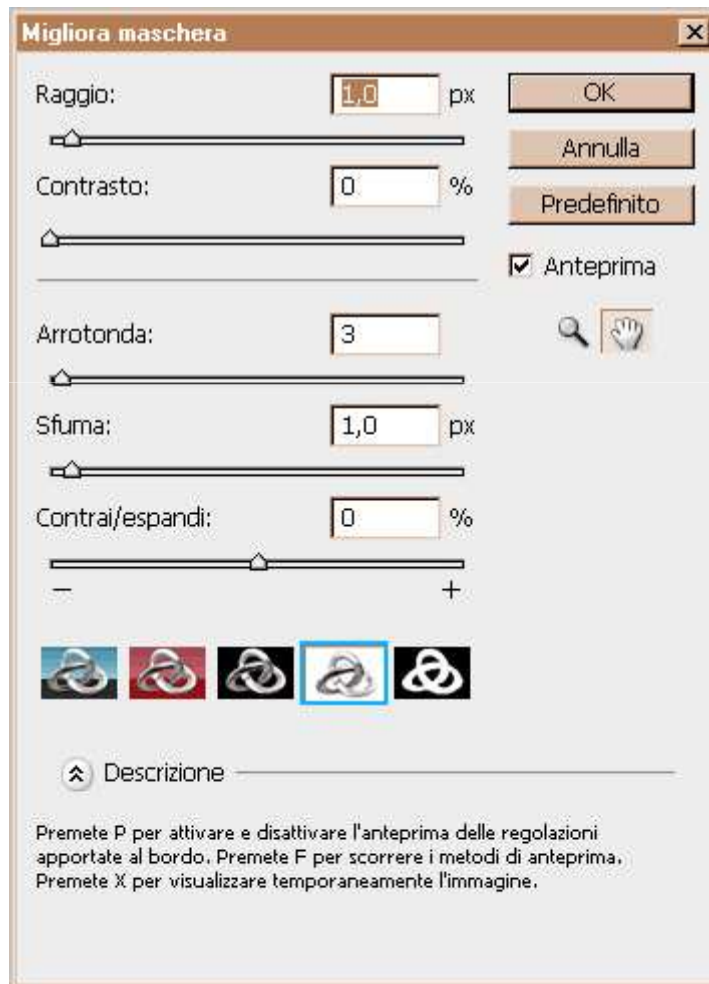 Migliora maschera
Raggio: 1,0 px
OK
Annulla
Contrasto: 0 %
Predefinito
Anteprima
Arrotonda: 3
Sfuma: 1,0 px
Contrai/espandi: 0 %
− +
Descrizione
Premete P per attivare e disattivare l'anteprima delle regolazioni
apportate al bordo. Premete F per scorrere i metodi di anteprima.
Premete X per visualizzare temporaneamente l'immagine.